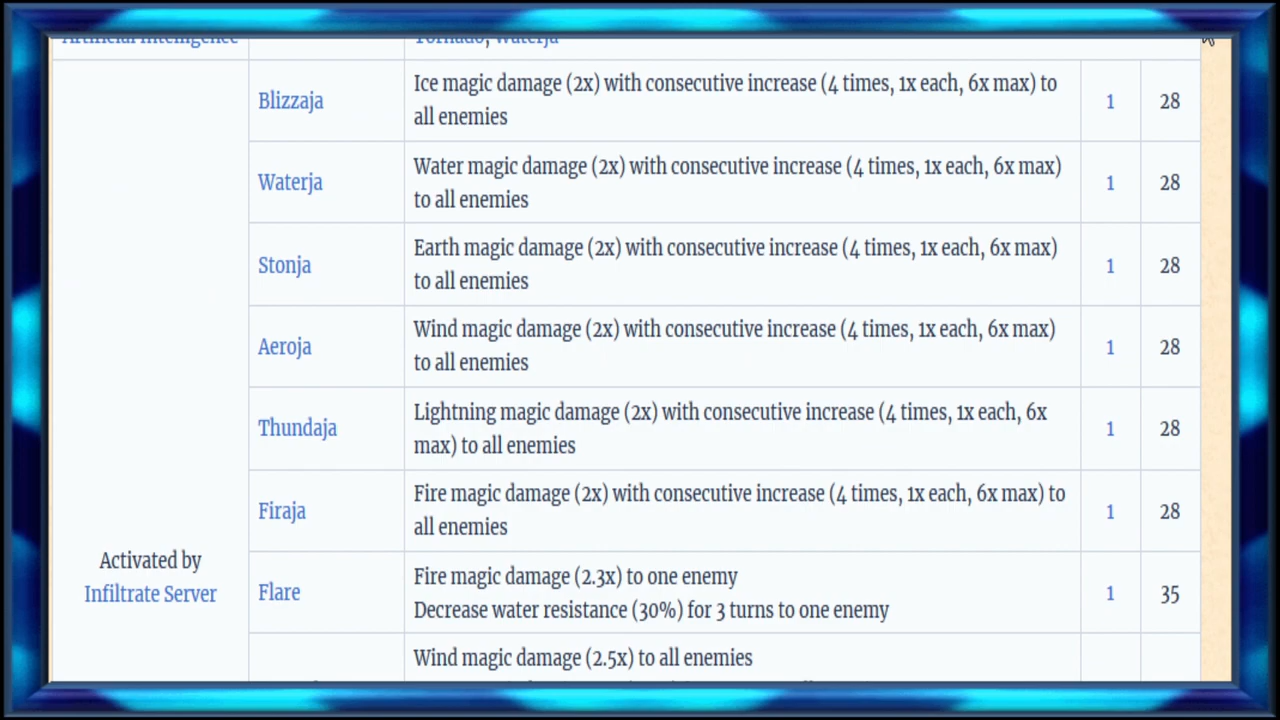 Artificial Intelligence
Tornado, Waterja
Blizzaja
Ice magic damage (2x) with consecutive increase (4 times, 1x each, 6x max) to
all enemies
1
28
Waterja
Water magic damage (2x) with consecutive increase (4 times, 1x each, 6x max)
to all enemies
1
28
Stonja
Earth magic damage (2x) with consecutive increase (4 times, 1x each, 6x max)
to all enemies
1
28
Aeroja
Wind magic damage (2x) with consecutive increase (4 times, 1x each, 6x max)
to all enemies
1
28
Thundaja
Lightning magic damage (2x) with consecutive increase (4 times, 1x each, 6x
max) to all enemies
1
28
Firaja
Fire magic damage (2x) with consecutive increase (4 times, 1x each, 6x max) to
all enemies
1
28
Activated by
Infiltrate Server
Flare
Fire magic damage (2.3x) to one enemy
Decrease water resistance (30%) for 3 turns to one enemy
1
35
Wind magic damage (2.5x) to all enemies